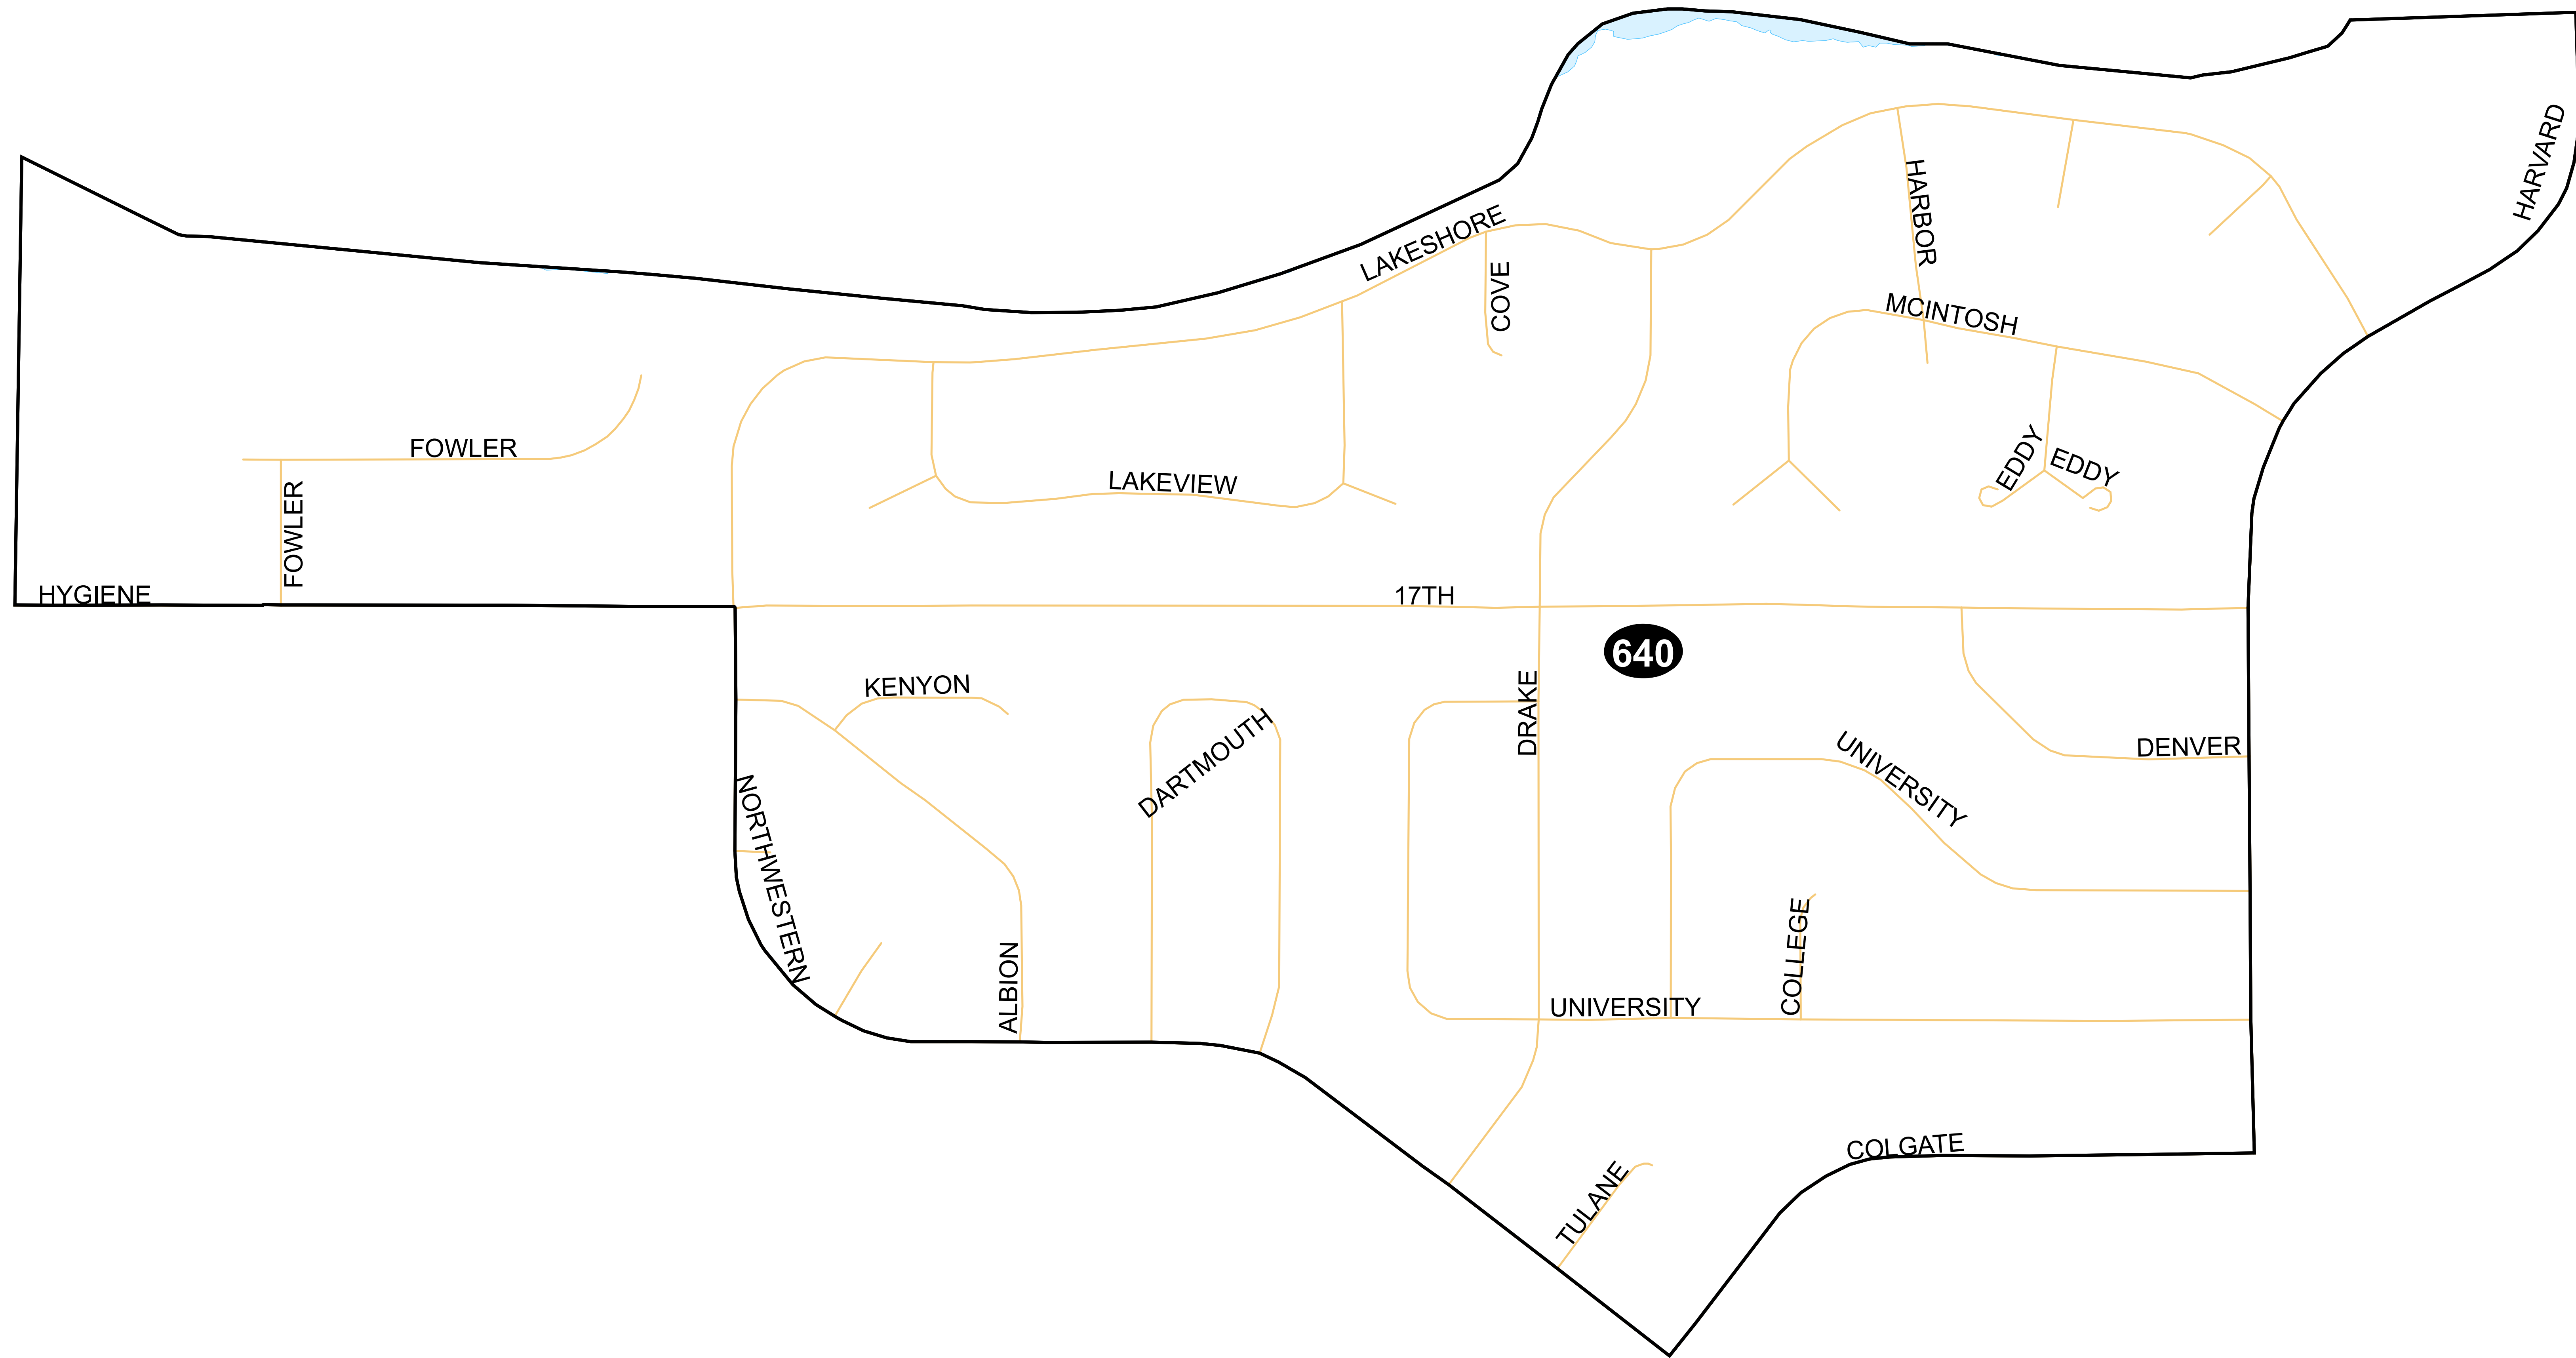 HARVARD
HARBOR
LAKESHORE
COVE
MCINTOSH
FOWLER
EDDY
EDDY
LAKEVIEW
FOWLER
HYGIENE
17TH
640
KENYON
DRAKE
DARTMOUTH
DENVER
UNIVERSITY
NORTHWESTERN
COLLEGE
ALBION
UNIVERSITY
COLGATE
TULANE